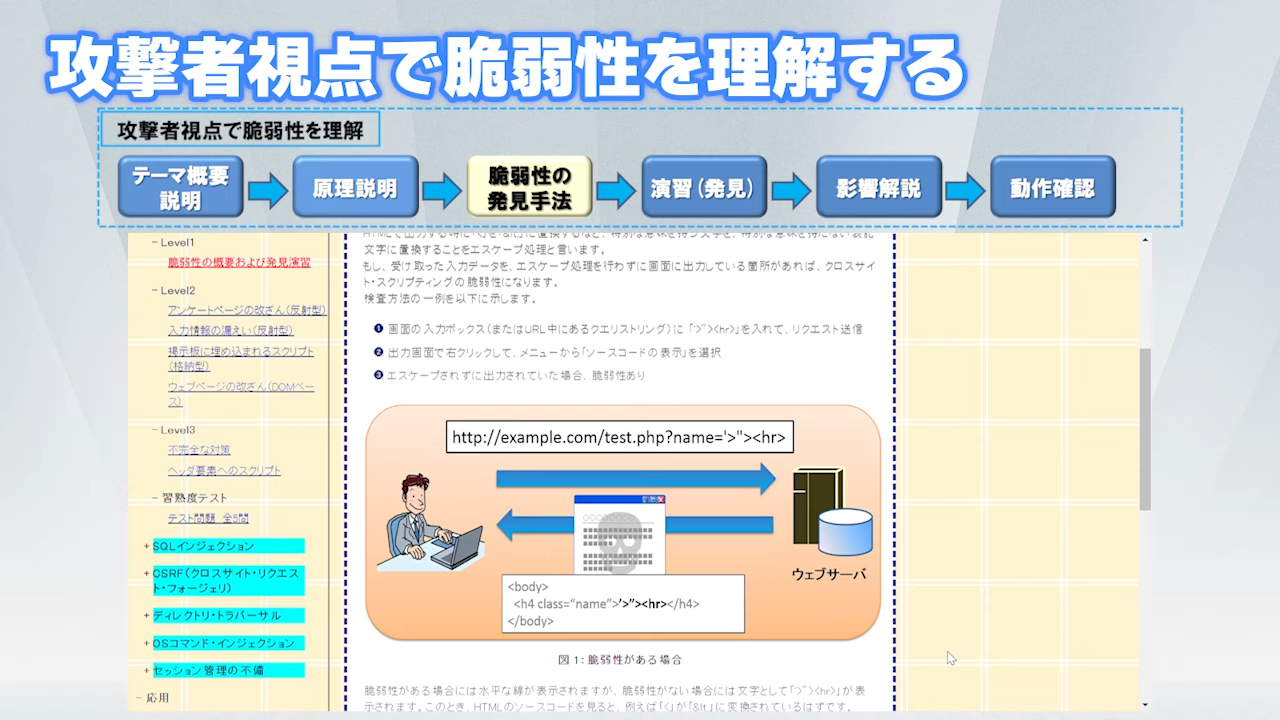 攻撃者視点で脆弱性を理解する
攻撃者視点で脆弱性を理解
テーマ概要
説明
原理説明
脆弱性の
発見手法
演習(発見)
影響解説
動作確認
- Level1
脆弱性の概要および発見演習
- Level2
アンケートページの改ざん(反射型)
入力情報の漏えい(反射型)
掲示板に埋め込まれるスクリプト
(格納型)
ウェブページの改ざん(DOMベー
ス)
- Level3
不完全な対策
ヘッダ要素へのスクリプト
- 習熟度テスト
テスト問題 全5問
+ SQLインジェクション
+ CSRF(クロスサイト・リクエス
ト・フォージェリ)
+ ディレクトリ・トラバーサル
+ OSコマンド・インジェクション
+ セッション管理の不備
- 応用
文字に置換することをエスケープ処理と言います。
もし、受け取った入力データを、エスケープ処理を行わずに画面に出力している箇所があれば、クロスサイ
ト・スクリプティングの脆弱性になります。
検査方法の一例を以下に示します。
❶ 画面の入力ボックス(またはURL中にあるクエリストリング)に「'>"><hr>」を入れて、リクエスト送信
❷ 出力画面で右クリックして、メニューから「ソースコードの表示」を選択
❸ エスケープされずに出力されていた場合、脆弱性あり
http://example.com/test.php?name='>"><hr>
<body>
<h4 class="name">'>"><hr></h4>
</body>
ウェブサーバ
図 1: 脆弱性がある場合
脆弱性がある場合には水平な線が表示されますが、脆弱性がない場合には文字として「'>"><hr>」が表
示されます。このとき、HTMLのソースコードを見ると、例えば「<」が「&lt;」に変換されているはずです。